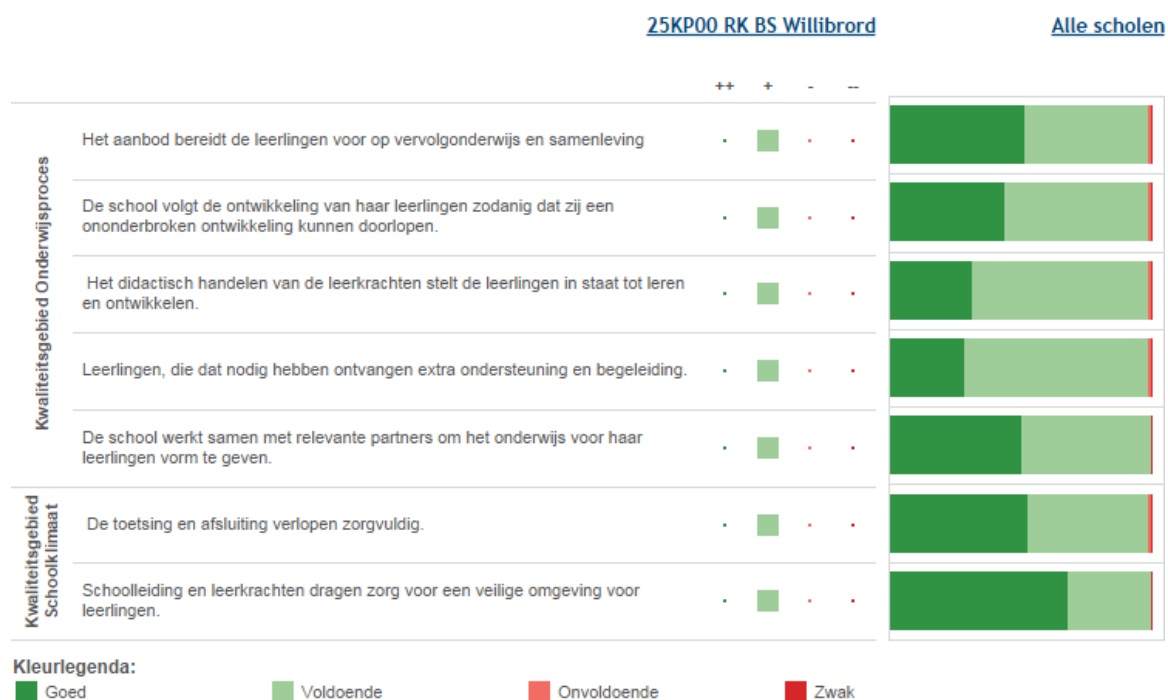 25KP00 RK BS Willibrord
Alle scholen
++ + - --
Kwaliteitsgebied Onderwijsproces
Het aanbod bereidt de leerlingen voor op vervolgonderwijs en samenleving
De school volgt de ontwikkeling van haar leerlingen zodanig dat zij een
ononderbroken ontwikkeling kunnen doorlopen.
Het didactisch handelen van de leerkrachten stelt de leerlingen in staat tot leren
en ontwikkelen.
Leerlingen, die dat nodig hebben ontvangen extra ondersteuning en begeleiding.
De school werkt samen met relevante partners om het onderwijs voor haar
leerlingen vorm te geven.
Kwaliteitsgebied
Schoolklimaat
De toetsing en afsluiting verlopen zorgvuldig.
Schoolleiding en leerkrachten dragen zorg voor een veilige omgeving voor
leerlingen.
Kleurlegenda:
Goed
Voldoende
Onvoldoende
Zwak